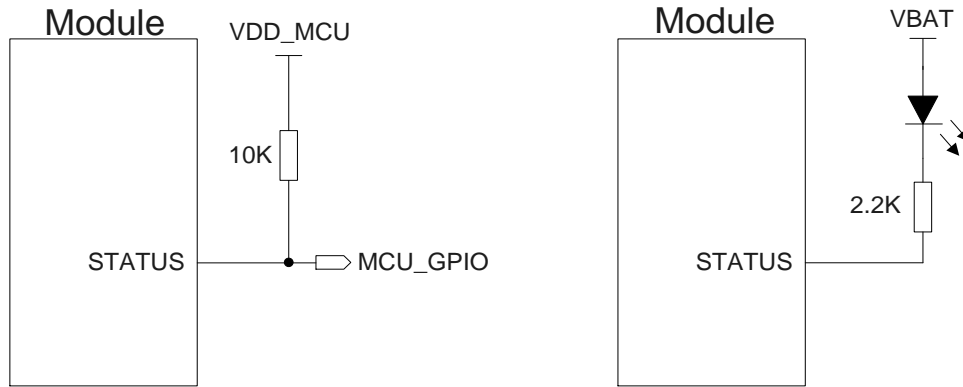 Module
VDD_MCU
10K
STATUS
MCU_GPIO
Module
VBAT
2.2K
STATUS